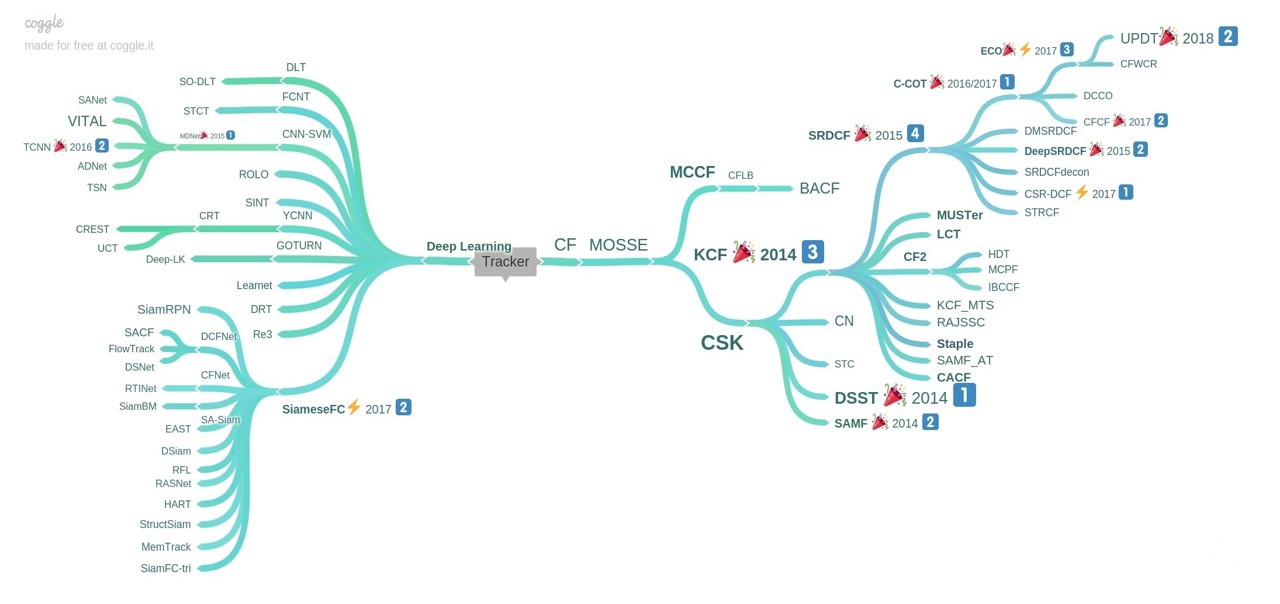 coggle
made for free at coggle.it
Tracker
Deep Learning
DLT
SO-DLT
FCNT
STCT
CNN-SVM
MDNet 2015 1
SANet
VITAL
TCNN 2016 2
ADNet
TSN
ROLO
SINT
YCNN
CRT
CREST
UCT
GOTURN
Deep-LK
Learnet
DRT
Re3
SiameseFC 2017 2
SiamRPN
DCFNet
SACF
FlowTrack
DSNet
CFNet
RTINet
SiamBM
SA-Siam
EAST
DSiam
RFL
RASNet
HART
StructSiam
MemTrack
SiamFC-tri
CF
MOSSE
MCCF
CFLB
BACF
CSK
KCF 2014 3
SRDCF 2015 4
C-COT 2016/2017 1
ECO 2017 3
UPDT 2018 2
CFWCR
DCCO
CFCF 2017 2
DMSRDCF
DeepSRDCF 2015 2
SRDCFdecon
CSR-DCF 2017 1
STRCF
MUSTer
LCT
CF2
HDT
MCPF
IBCCF
KCF_MTS
RAJSSC
Staple
SAMF_AT
CACF
CN
STC
DSST 2014 1
SAMF 2014 2